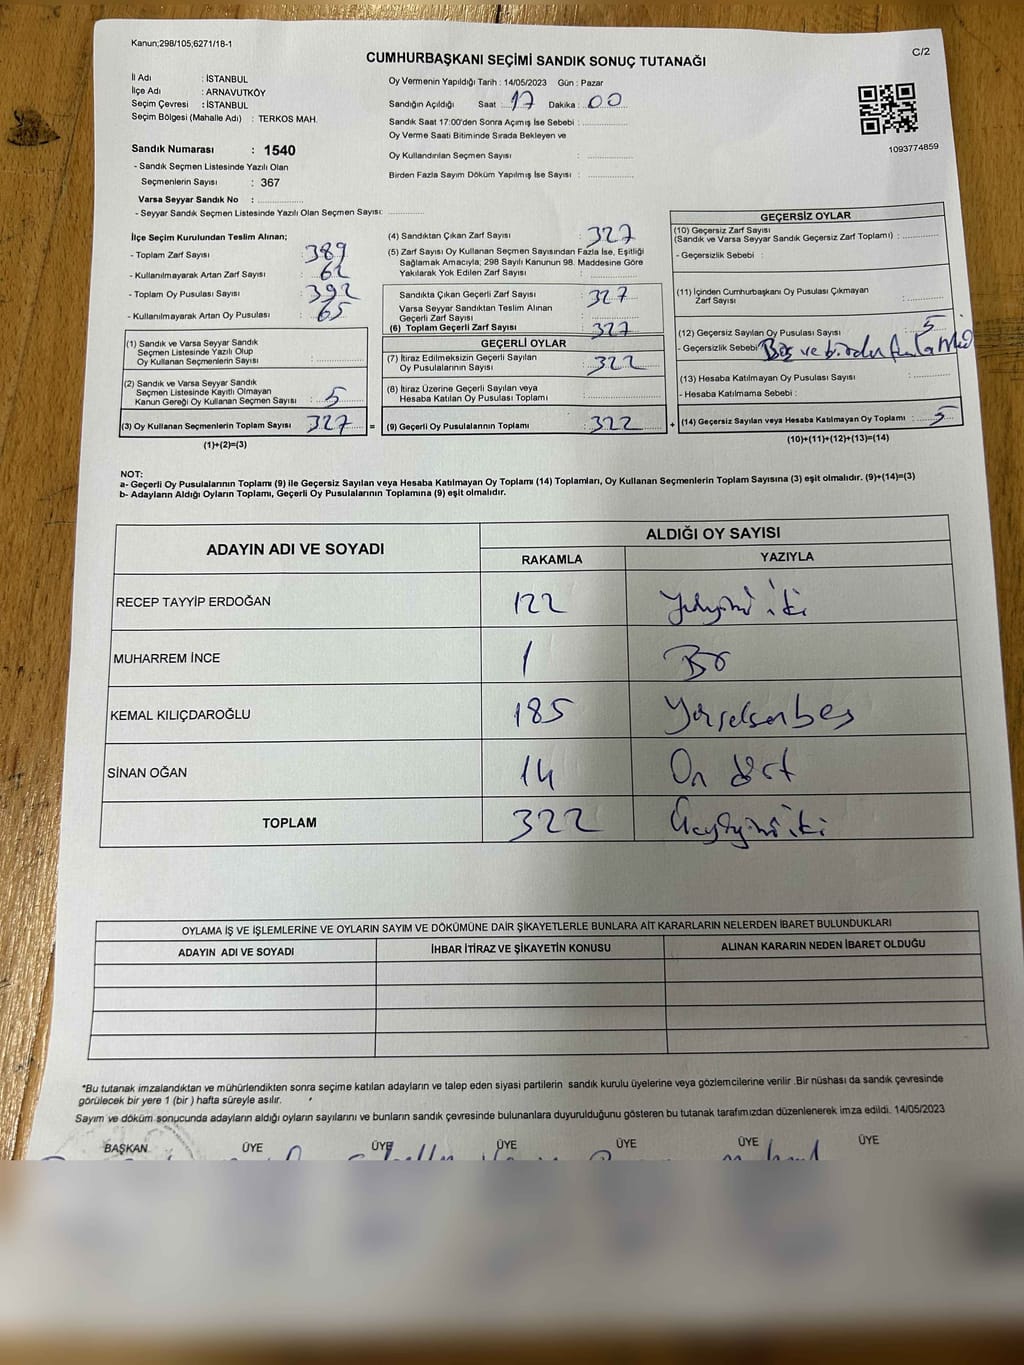 Kanun;298/105;6271/18-1
C/2
CUMHURBAŞKANI SEÇİMİ SANDIK SONUÇ TUTANAĞI
İl Adı : İSTANBUL
İlçe Adı : ARNAVUTKÖY
Seçim Çevresi : İSTANBUL
Seçim Bölgesi (Mahalle Adı) : TERKOS MAH.
Sandık Numarası : 1540
- Sandık Seçmen Listesinde Yazılı Olan
Seçmenlerin Sayısı : 367
Varsa Seyyar Sandık No : ..............
- Seyyar Sandık Seçmen Listesinde Yazılı Olan Seçmen Sayısı: ............
Oy Vermenin Yapıldığı Tarih : 14/05/2023 Gün : Pazar
Sandığın Açıldığı Saat : 17 Dakika : 00
Sandık Saat 17:00'den Sonra Açımış İse Sebebi : ..............
Oy Verme Saati Bitiminde Sırada Bekleyen ve
Oy Kullandırılan Seçmen Sayısı : ..............
Birden Fazla Sayım Döküm Yapılmış İse Sayısı : ..............
1093774859
İlçe Seçim Kurulundan Teslim Alınan;
- Toplam Zarf Sayısı : 389
- Kullanılmayarak Artan Zarf Sayısı : 62
- Toplam Oy Pusulası Sayısı : 392
- Kullanılmayarak Artan Oy Pusulası : 65
(1) Sandık ve Varsa Seyyar Sandık
Seçmen Listesinde Yazılı Olup
Oy Kullanan Seçmenlerin Sayısı : ..............
(2) Sandık ve Varsa Seyyar Sandık
Seçmen Listesinde Kayıtlı Olmayan
Kanun Gereği Oy Kullanan Seçmen Sayısı : 5
(3) Oy Kullanan Seçmenlerin Toplam Sayısı 327 =
(1)+(2)=(3)
(4) Sandıktan Çıkan Zarf Sayısı : 327
(5) Zarf Sayısı Oy Kullanan Seçmen Sayısından Fazla İse, Eşitliği
Sağlamak Amacıyla; 298 Sayılı Kanunun 98. Maddesine Göre
Yakılarak Yok Edilen Zarf Sayısı : ..............
Sandıkta Çıkan Geçerli Zarf Sayısı : 327
Varsa Seyyar Sandıktan Teslim Alınan
Geçerli Zarf Sayısı : ..............
(6) Toplam Geçerli Zarf Sayısı : 327
GEÇERLİ OYLAR
(7) İtiraz Edilmeksizin Geçerli Sayılan
Oy Pusulalarının Sayısı : 322
(8) İtiraz Üzerine Geçerli Sayılan veya
Hesaba Katılan Oy Pusulası Toplamı : ..............
(9) Geçerli Oy Pusulalarının Toplamı : 322 +
GEÇERSİZ OYLAR
(10) Geçersiz Zarf Sayısı
(Sandık ve Varsa Seyyar Sandık Geçersiz Zarf Toplamı) : ............
- Geçersizlik Sebebi :
(11) İçinden Cumhurbaşkanı Oy Pusulası Çıkmayan
Zarf Sayısı : ............
(12) Geçersiz Sayılan Oy Pusulası Sayısı : 5
- Geçersizlik Sebebi : Boş ve birden fazla
(13) Hesaba Katılmayan Oy Pusulası Sayısı : ............
- Hesaba Katılmama Sebebi :
(14) Geçersiz Sayılan veya Hesaba Katılmayan Oy Toplamı : 5
(10)+(11)+(12)+(13)=(14)
NOT:
a- Geçerli Oy Pusulalarının Toplamı (9) ile Geçersiz Sayılan veya Hesaba Katılmayan Oy Toplamı (14) Toplamları, Oy Kullanan Seçmenlerin Toplam Sayısına (3) eşit olmalıdır. (9)+(14)=(3)
b- Adayların Aldığı Oyların Toplamı, Geçerli Oy Pusulalarının Toplamına (9) eşit olmalıdır.
ADAYIN ADI VE SOYADI
ALDIĞI OY SAYISI
RAKAMLA YAZIYLA
RECEP TAYYİP ERDOĞAN 122 Yüzyirmi iki
MUHARREM İNCE 1 Bir
KEMAL KILIÇDAROĞLU 185 Yüzseksenbeş
SİNAN OĞAN 14 On dört
TOPLAM 322 Üçyüzyirmi iki
OYLAMA İŞ VE İŞLEMLERİNE VE OYLARIN SAYIM VE DÖKÜMÜNE DAİR ŞİKAYETLERLE BUNLARA AİT KARARLARIN NELERDEN İBARET BULUNDUKLARI
ADAYIN ADI VE SOYADI İHBAR İTİRAZ VE ŞİKAYETİN KONUSU ALINAN KARARIN NEDEN İBARET OLDUĞU
*Bu tutanak imzalandıktan ve mühürlendikten sonra seçime katılan adayların ve talep eden siyasi partilerin sandık kurulu üyelerine veya gözlemcilerine verilir .Bir nüshası da sandık çevresinde
görülecek bir yere 1 (bir ) hafta süreyle asılır.
Sayım ve döküm sonucunda adayların aldığı oyların sayılarını ve bunların sandık çevresinde bulunanlara duyurulduğunu gösteren bu tutanak tarafımızdan düzenlenerek imza edildi. 14/05/2023
BAŞKAN ÜYE ÜYE ÜYE ÜYE ÜYE ÜYE